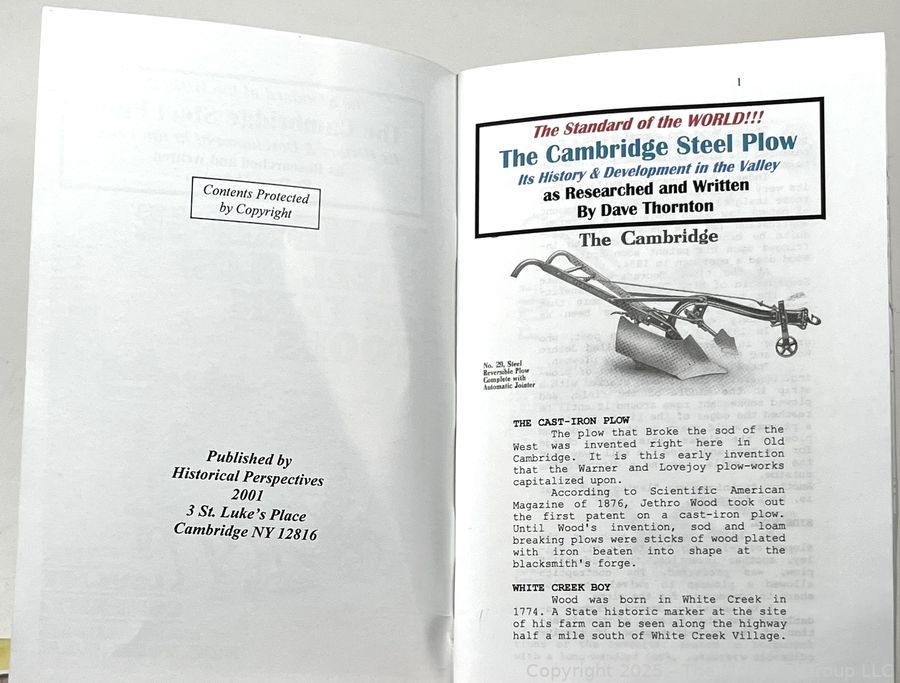 Contents Protected
by Copyright
Published by
Historical Perspectives
2001
3 St. Luke's Place
Cambridge NY 12816
1
The Standard of the WORLD!!!
The Cambridge Steel Plow
Its History & Development in the Valley
as Researched and Written
By Dave Thornton
The Cambridge
No. 29, Steel
Reversible Plow
Complete with
Automatic Jointer
THE CAST-IRON PLOW
The plow that Broke the sod of the
West was invented right here in Old
Cambridge. It is this early invention
that the Warner and Lovejoy plow-works
capitalized upon.
According to Scientific American
Magazine of 1876, Jethro Wood took out
the first patent on a cast-iron plow.
Until Wood's invention, sod and loam
breaking plows were sticks of wood plated
with iron beaten into shape at the
blacksmith's forge.
WHITE CREEK BOY
Wood was born in White Creek in
1774. A State historic marker at the site
of his farm can be seen along the highway
half a mile south of White Creek Village.
Copyright 2025 Group LLC